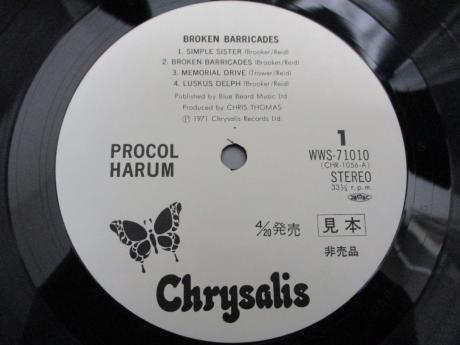 BROKEN BARRICADES
1. SIMPLE SISTER (Brooker/Reid)
2. BROKEN BARRICADES (Brooker/Reid)
3. MEMORIAL DRIVE (Trower/Reid)
4. LUSKUS DELPH (Brooker/Reid)
Published by Blue Beard Music Ltd.
Produced by CHRIS THOMAS
Ⓟ 1971 Chrysalis Records Ltd.
PROCOL
HARUM
1
WWS-71010
(CHR-1056-A)
STEREO
33⅓ r.p.m.
4/20発売
見本
非売品
Chrysalis